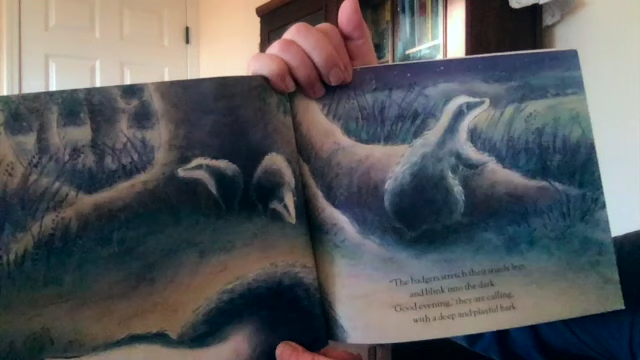 "The badgers stretch their sturdy legs
and blink into the dark.
'Good evening,' they are calling,
with a deep and playful bark.